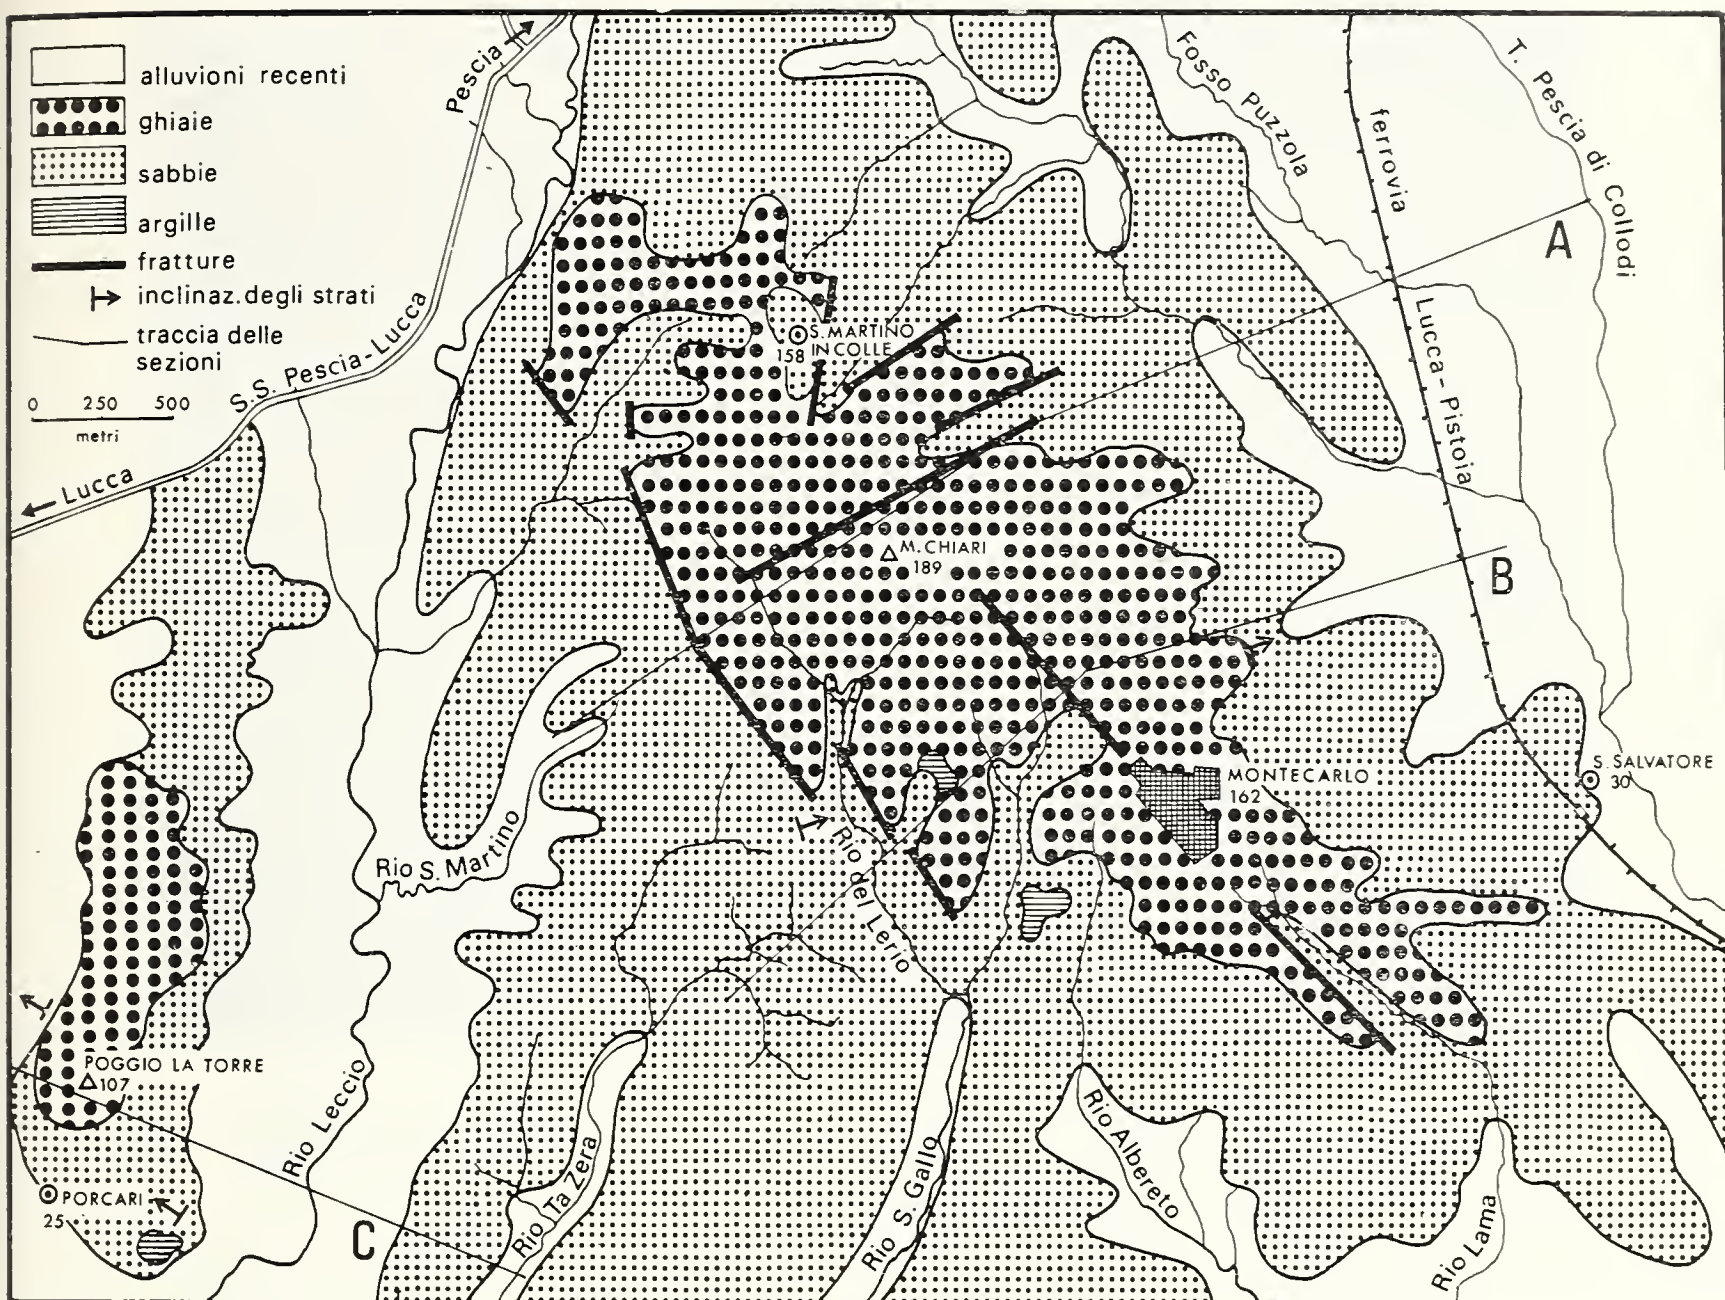 alluvioni recenti
ghiaie
sabbie
argille
fratture
inclinaz. degli strati
traccia delle
sezioni
0 250 500
metri
Pescia
S.S. Pescia-Lucca
Lucca
Fosso Puzzola
ferrovia
Lucca-Pistoia
T. Pescia di Collodi
A
S. MARTINO
IN COLLE
158
M. CHIARI
189
B
MONTECARLO
162
S. SALVATORE
30
Rio S. Martino
Rio del Lerio
POGGIO LA TORRE
107
Rio Leccio
PORCARI
25
C
Rio Ta Zera
Rio S. Gallo
Rio Albereto
Rio Lama